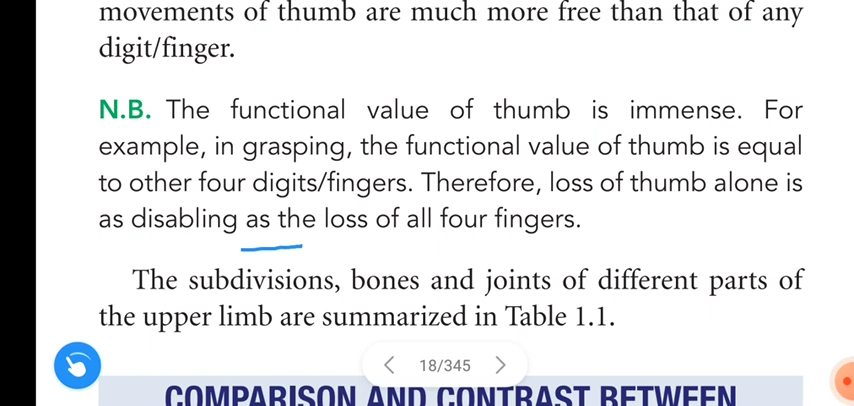 movements of thumb are much more free than that of any
digit/finger.
N.B. The functional value of thumb is immense. For
example, in grasping, the functional value of thumb is equal
to other four digits/fingers. Therefore, loss of thumb alone is
as disabling as the loss of all four fingers.
The subdivisions, bones and joints of different parts of
the upper limb are summarized in Table 1.1.
18/345
COMPARISON AND CONTRAST BETWEEN